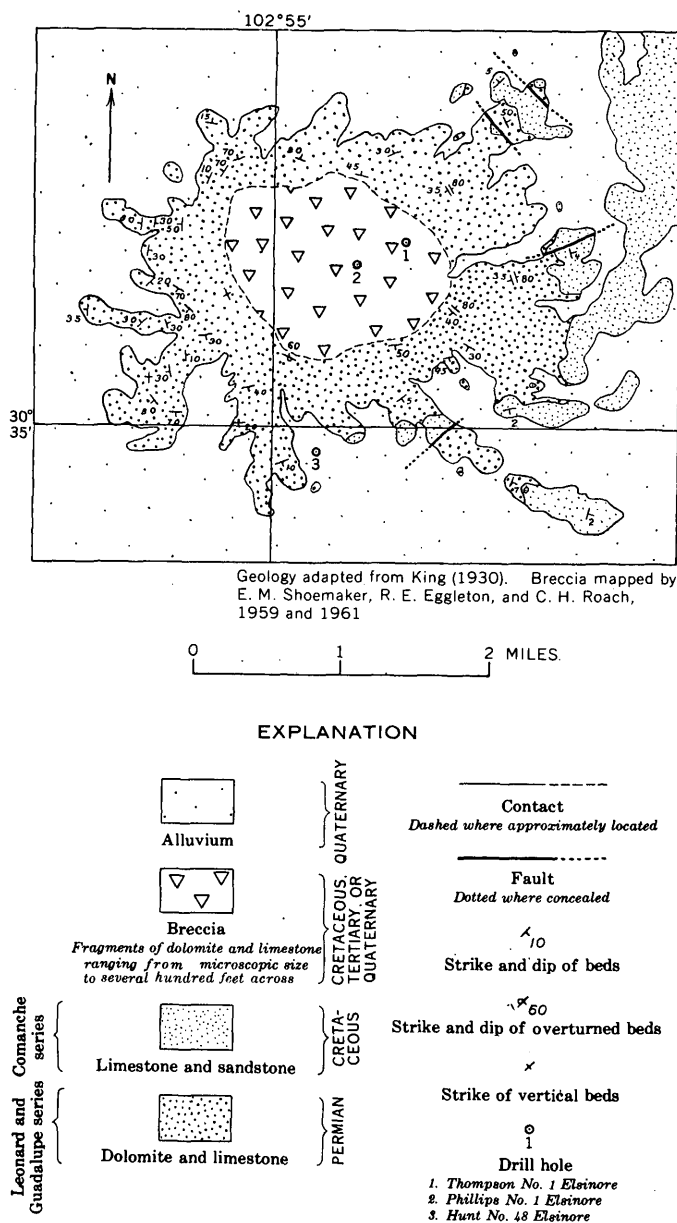 102°55'
N
30°
35'
1
2
3
Geology adapted from King (1930). Breccia mapped by
E. M. Shoemaker, R. E. Eggleton, and C. H. Roach,
1959 and 1961
0 1 2 MILES.
EXPLANATION
Alluvium
QUATERNARY
Breccia
Fragments of dolomite and limestone
ranging from microscopic size
to several hundred feet across
CRETACEOUS,
TERTIARY, OR
QUATERNARY
Comanche
series
Limestone and sandstone
CRETA-
CEOUS
Leonard and
Guadalupe series
Dolomite and limestone
PERMIAN
Contact
Dashed where approximately located
Fault
Dotted where concealed
10
Strike and dip of beds
60
Strike and dip of overturned beds
Strike of vertical beds
1
Drill hole
1. Thompson No. 1 Elsinore
2. Phillips No. 1 Elsinore
3. Hunt No. 48 Elsinore